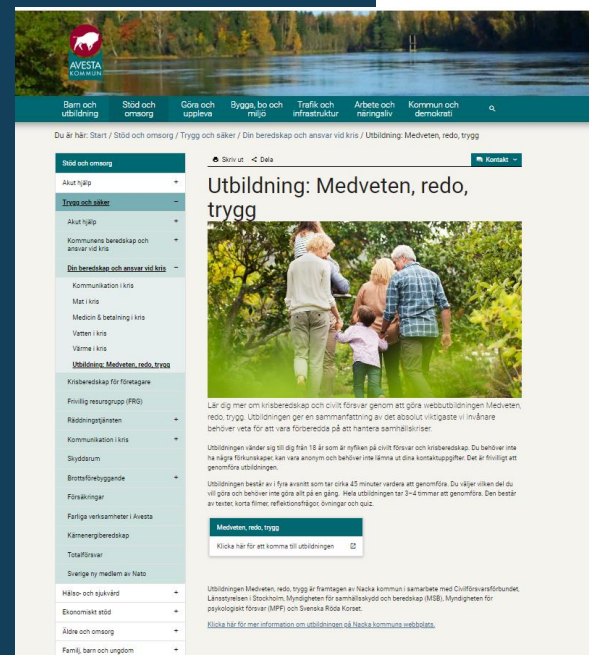 AVESTA
KOMMUN
Barn och utbildning
Stöd och omsorg
Göra och uppleva
Bygga, bo och miljö
Trafik och infrastruktur
Arbete och näringsliv
Kommun och demokrati
Du är här: Start / Stöd och omsorg / Trygg och säker / Din beredskap och ansvar vid kris / Utbildning: Medveten, redo, trygg
Stöd och omsorg
Akut hjälp +
Trygg och säker −
Akut hjälp +
Kommunens beredskap och +
ansvar vid kris
Din beredskap och ansvar vid kris −
Kommunikation i kris
Mat i kris
Medicin & betalning i kris
Vatten i kris
Värme i kris
Utbildning: Medveten, redo, trygg
Krisberedskap för företagare
Frivillig resursgrupp (FRG)
Räddningstjänsten +
Kommunikation i kris +
Skyddsrum
Brottsförebyggande +
Försäkringar
Farliga verksamheter i Avesta
Kärnenergiberedskap
Totalförsvar
Sverige ny medlem av Nato
Hälso- och sjukvård +
Ekonomiskt stöd +
Äldre och omsorg +
Familj, barn och ungdom +
Skriv ut Dela
Kontakt
Utbildning: Medveten, redo,
trygg
Lär dig mer om krisberedskap och civilt försvar genom att göra webbutbildningen Medveten,
redo, trygg. Utbildningen ger en sammanfattning av det absolut viktigaste vi invånare
behöver veta för att vara förberedda på att hantera samhällskriser.
Utbildningen vänder sig till dig från 18 år som är nyfiken på civilt försvar och krisberedskap. Du behöver inte
ha några förkunskaper, kan vara anonym och behöver inte lämna ut dina kontaktuppgifter. Det är frivilligt att
genomföra utbildningen.
Utbildningen består av i fyra avsnitt som tar cirka 45 minuter vardera att genomföra. Du väljer vilken del du
vill göra och behöver inte göra allt på en gång. Hela utbildningen tar 3–4 timmar att genomföra. Den består
av texter, korta filmer, reflektionsfrågor, övningar och quiz.
Medveten, redo, trygg
Klicka här för att komma till utbildningen
Utbildningen Medveten, redo, trygg är framtagen av Nacka kommun i samarbete med Civilförsvarsförbundet,
Länsstyrelsen i Stockholm, Myndigheten för samhällsskydd och beredskap (MSB), Myndigheten för
psykologiskt försvar (MPF) och Svenska Röda Korset.
Klicka här för mer information om utbildningen på Nacka kommuns webbplats.